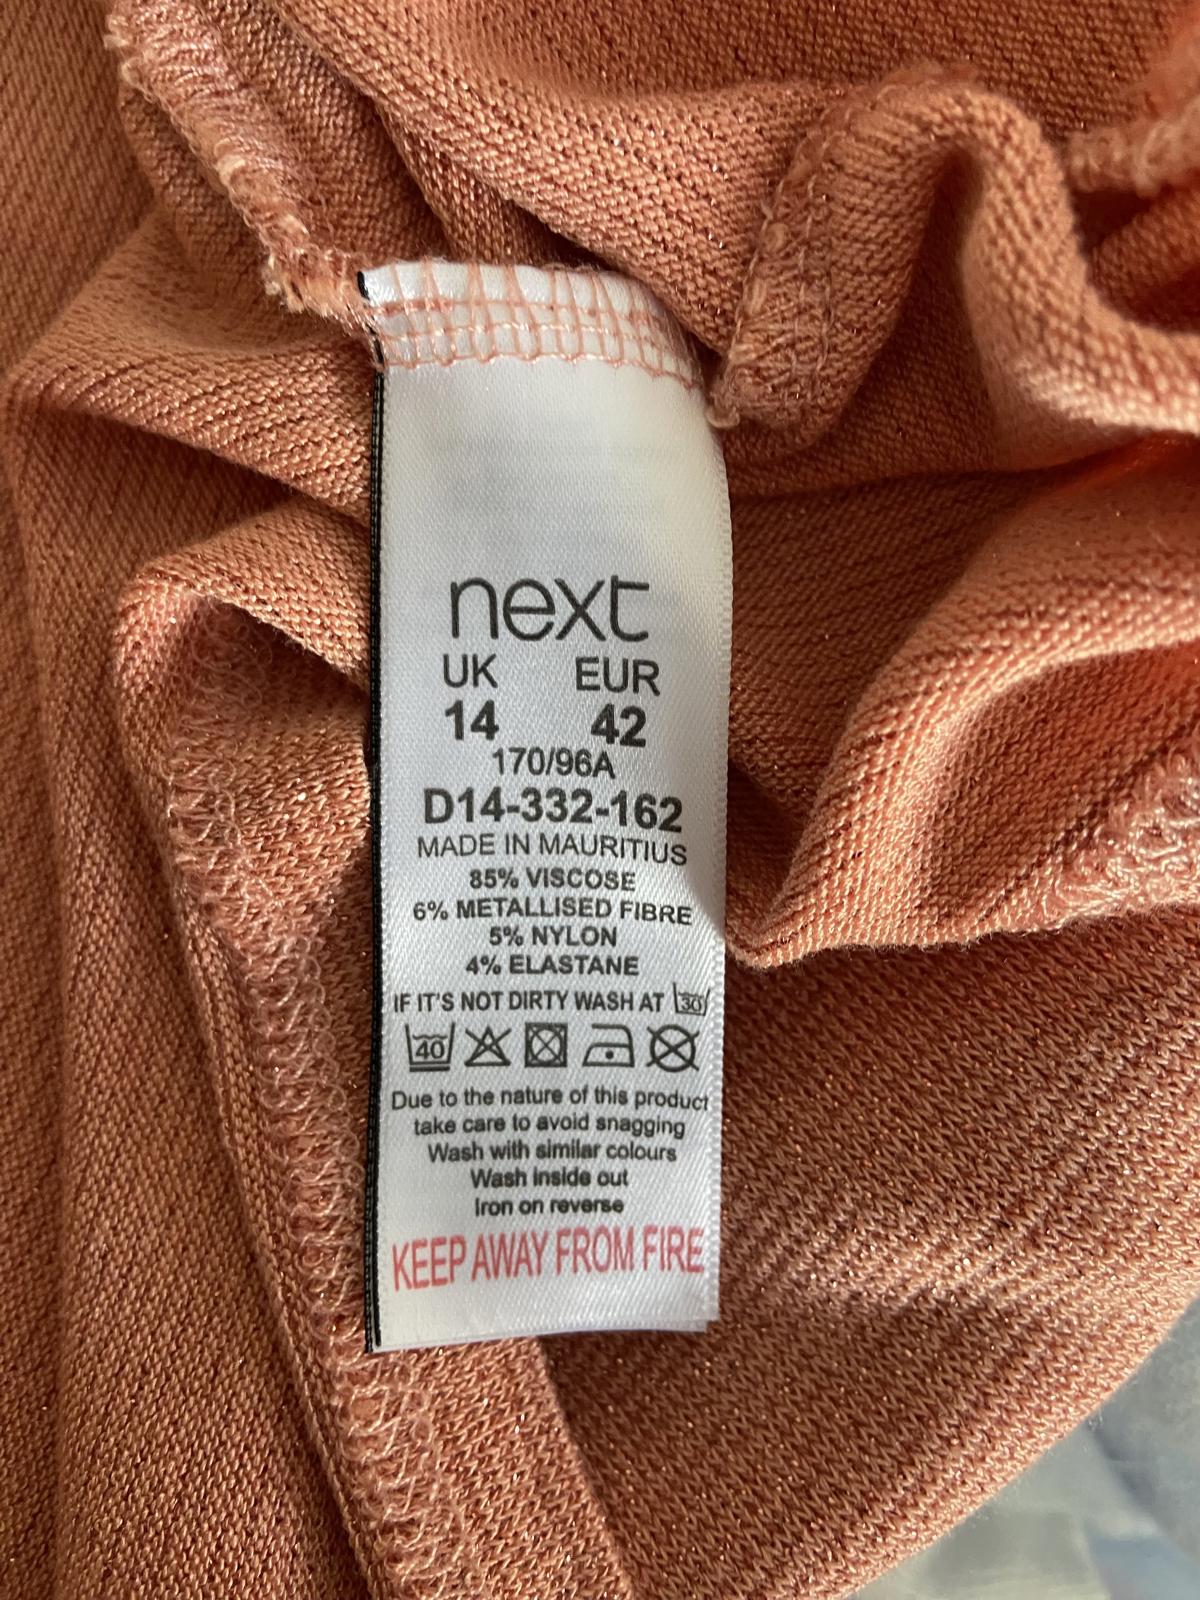 next
UK EUR
14 42
170/96A
D14-332-162
MADE IN MAURITIUS
85% VISCOSE
6% METALLISED FIBRE
5% NYLON
4% ELASTANE
IF IT'S NOT DIRTY WASH AT 30
40
Due to the nature of this product
take care to avoid snagging
Wash with similar colours
Wash inside out
Iron on reverse
KEEP AWAY FROM FIRE